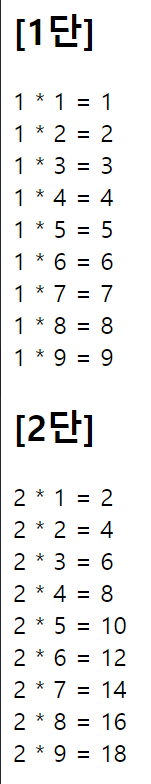 [1단]
1 * 1 = 1
1 * 2 = 2
1 * 3 = 3
1 * 4 = 4
1 * 5 = 5
1 * 6 = 6
1 * 7 = 7
1 * 8 = 8
1 * 9 = 9
[2단]
2 * 1 = 2
2 * 2 = 4
2 * 3 = 6
2 * 4 = 8
2 * 5 = 10
2 * 6 = 12
2 * 7 = 14
2 * 8 = 16
2 * 9 = 18